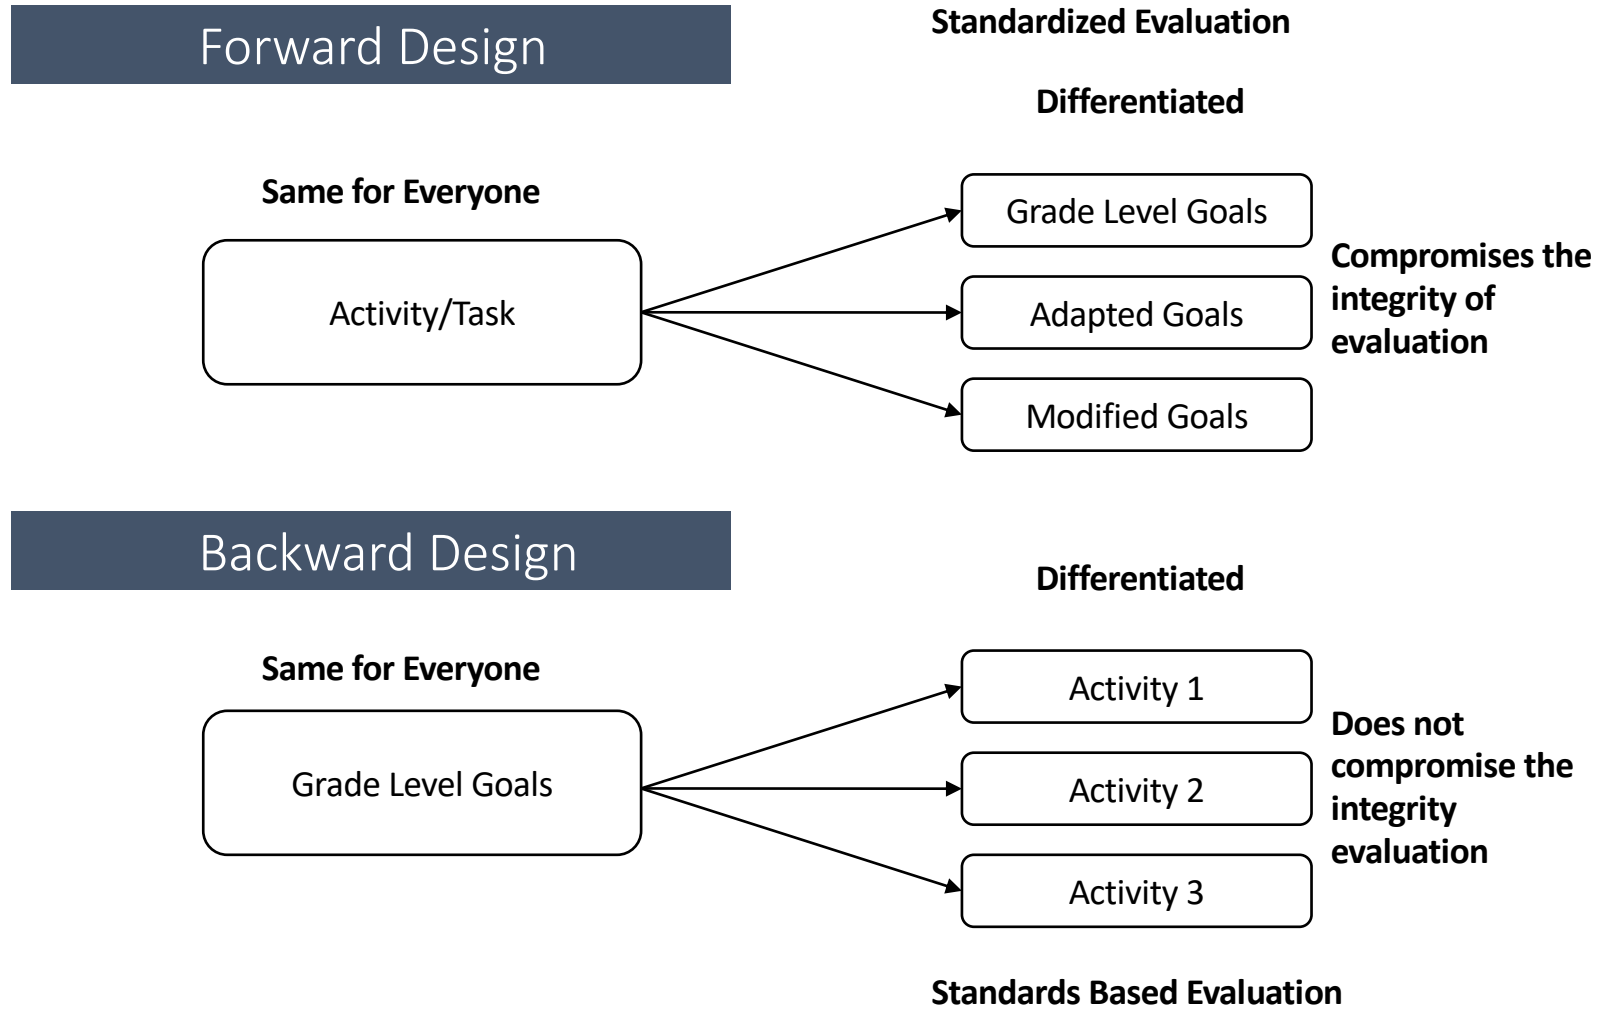 Forward Design
Standardized Evaluation
Differentiated
Same for Everyone
Activity/Task
Grade Level Goals
Adapted Goals
Modified Goals
Compromises the
integrity of
evaluation
Backward Design
Differentiated
Same for Everyone
Grade Level Goals
Activity 1
Activity 2
Activity 3
Does not
compromise the
integrity
evaluation
Standards Based Evaluation